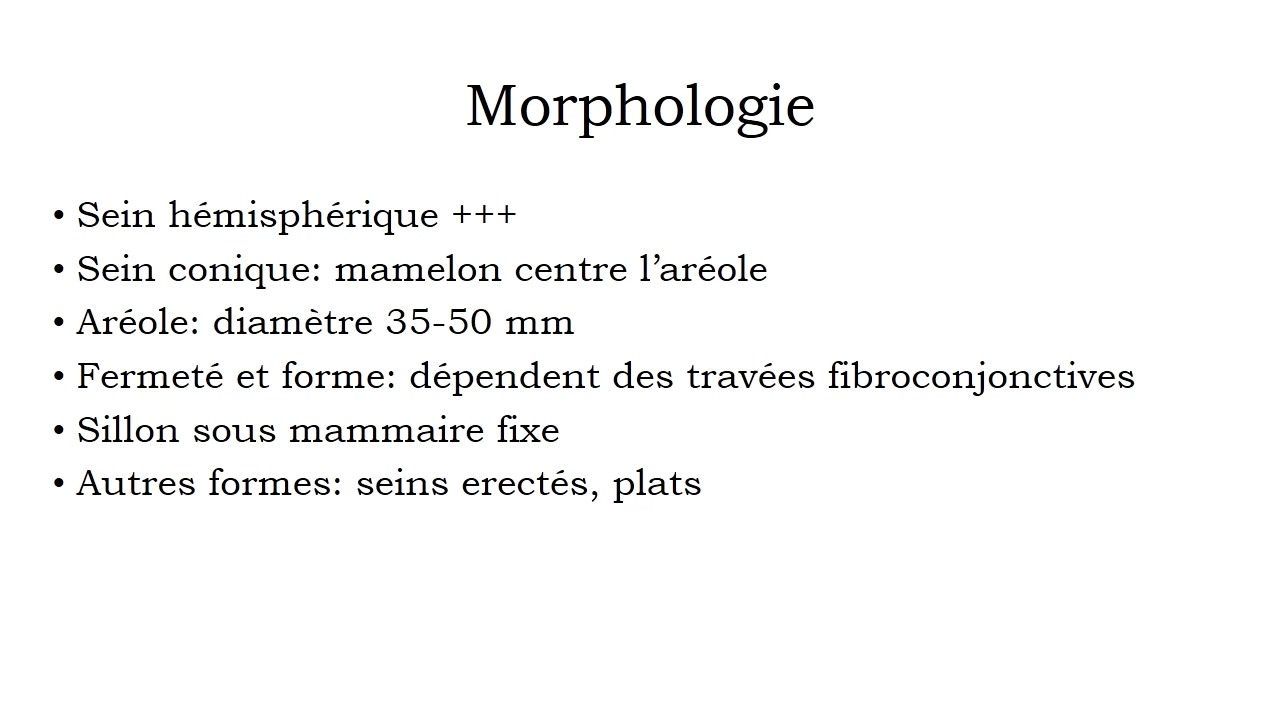 Morphologie
• Sein hémisphérique +++
• Sein conique: mamelon centre l’aréole
• Aréole: diamètre 35-50 mm
• Fermeté et forme: dépendent des travées fibroconjonctives
• Sillon sous mammaire fixe
• Autres formes: seins erectés, plats